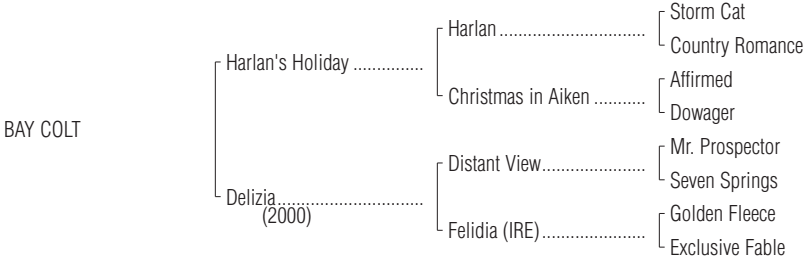 Storm Cat
Harlan..............................
Country Romance
Harlan's Holiday ...............
Affirmed
Christmas in Aiken ...........
Dowager
BAY COLT
Mr. Prospector
Distant View.....................
Seven Springs
Delizia..............................
(2000)
Golden Fleece
Felidia (IRE)......................
Exclusive Fable